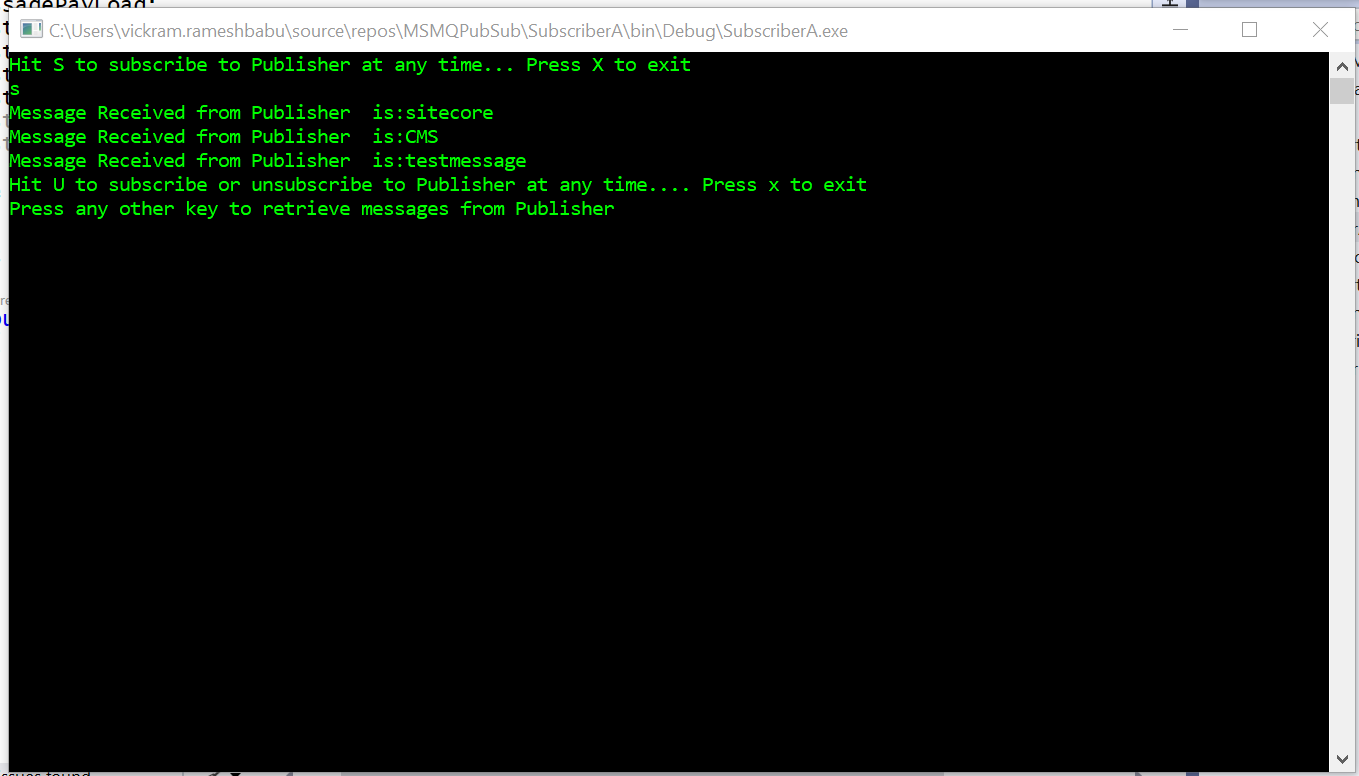 sadePayLoad;
C:\Users\vickram.rameshbabu\source\repos\MSMQPubSub\SubscriberA\bin\Debug\SubscriberA.exe
Hit S to subscribe to Publisher at any time... Press X to exit
s
Message Received from Publisher  is:sitecore
Message Received from Publisher  is:CMS
Message Received from Publisher  is:testmessage
Hit U to subscribe or unsubscribe to Publisher at any time.... Press x to exit
Press any other key to retrieve messages from Publisher
ssues found